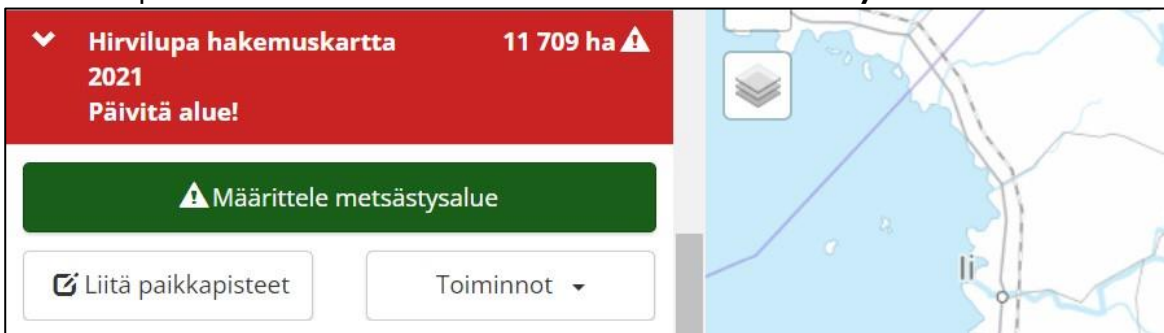 Hirvilupa hakemuskartta 11 709 ha
2021
Päivitä alue!
Määrittele metsästysalue
Liitä paikkapisteet
Toiminnot
Ii